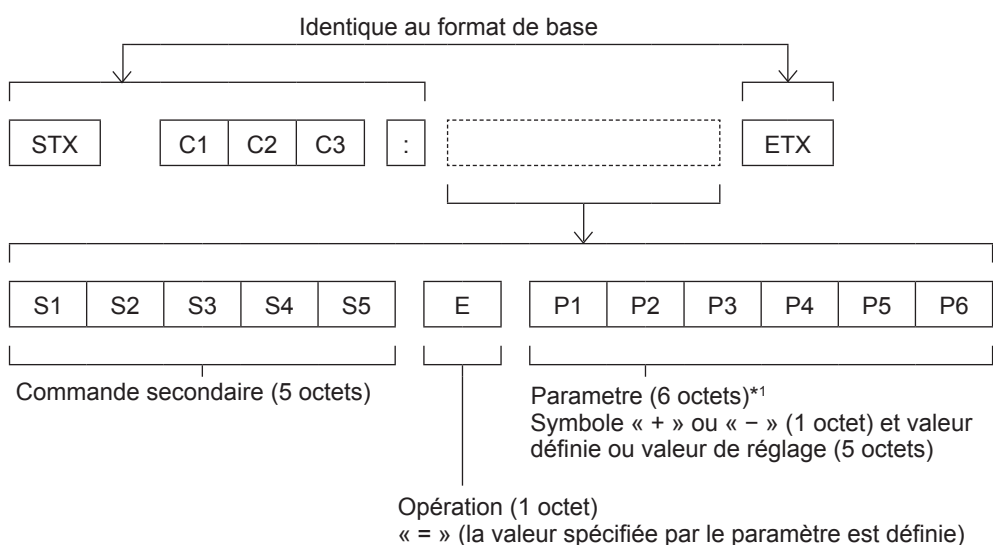 Identique au format de base
STX C1 C2 C3 : ETX
S1 S2 S3 S4 S5 E P1 P2 P3 P4 P5 P6
Commande secondaire (5 octets)
Parametre (6 octets)*1
Symbole « + » ou « − » (1 octet) et valeur
définie ou valeur de réglage (5 octets)
Opération (1 octet)
« = » (la valeur spécifiée par le paramètre est définie)